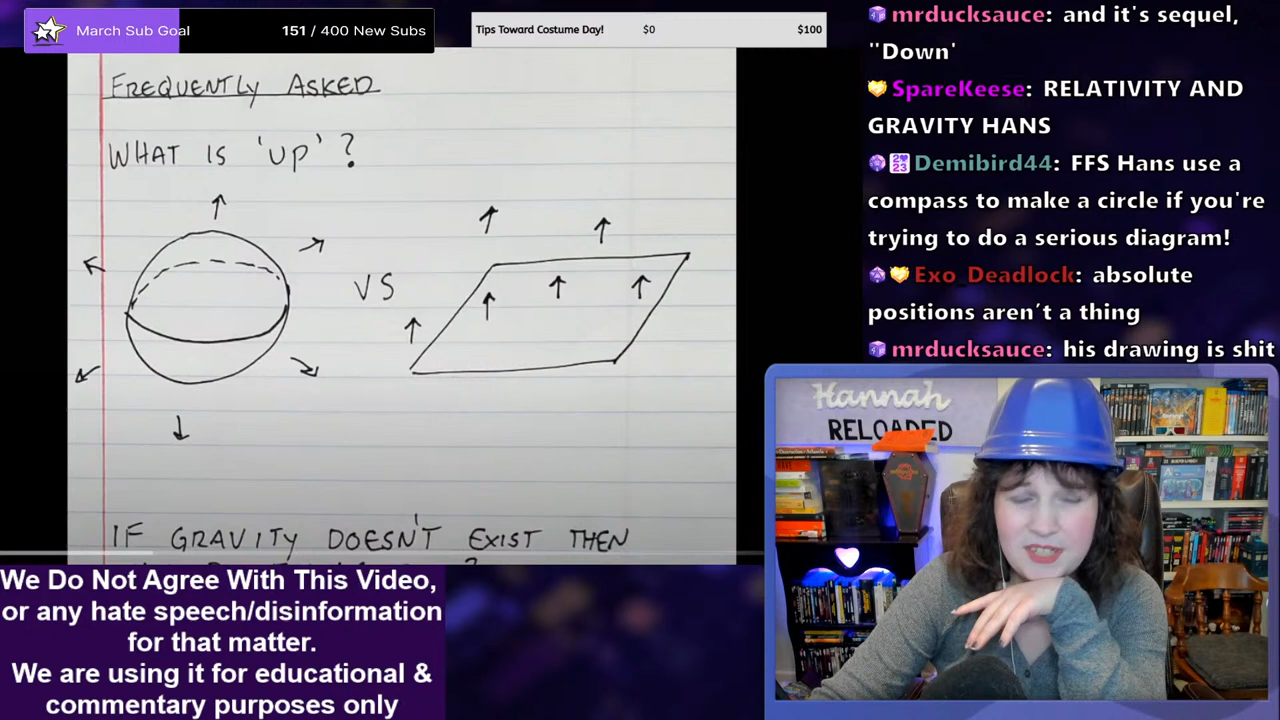 March Sub Goal
151 / 400 New Subs
Tips Toward Costume Day!
$0
$100
FREQUENTLY ASKED
WHAT IS 'UP'?
VS
IF GRAVITY DOESN'T EXIST THEN
We Do Not Agree With This Video,
or any hate speech/disinformation
for that matter.
We are using it for educational &
commentary purposes only
mrducksauce: and it's sequel,
"Down'
SpareKeese: RELATIVITY AND
GRAVITY HANS
Demibird44: FFS Hans use a
compass to make a circle if you're
trying to do a serious diagram!
Exo_Deadlock: absolute
positions aren't a thing
mrducksauce: his drawing is shit
Hannah
RELOADED